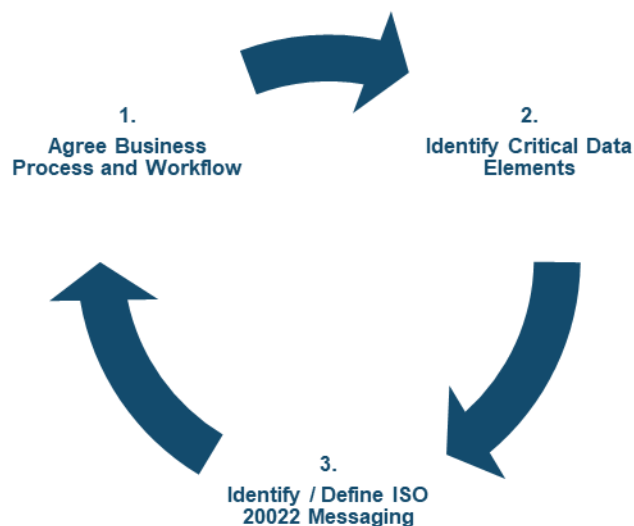 1.
Agree Business
Process and Workflow
2.
Identify Critical Data
Elements
3.
Identify / Define ISO
20022 Messaging